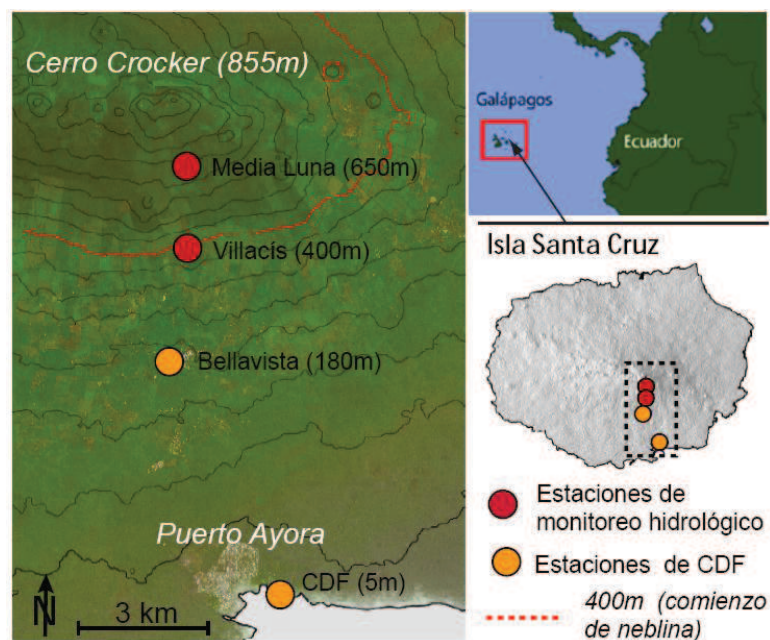 Cerro Crocker (855m)
Media Luna (650m)
Villacís (400m)
Bellavista (180m)
Puerto Ayora
CDF (5m)
N
3 km
Galápagos
Ecuador
Isla Santa Cruz
Estaciones de
monitoreo hidrológico
Estaciones de CDF
400m (comienzo
de neblina)